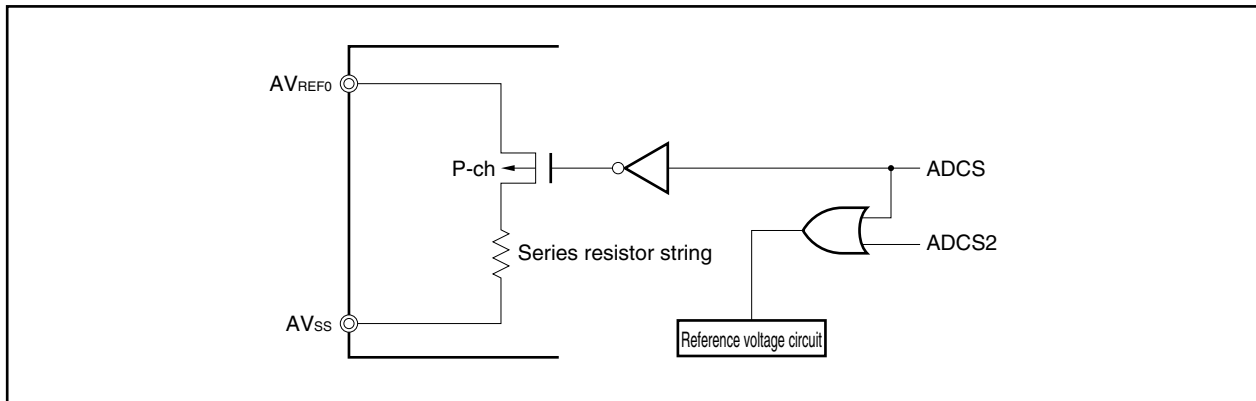 AVREF0
P-ch
ADCS
ADCS2
Series resistor string
AVSS
Reference voltage circuit